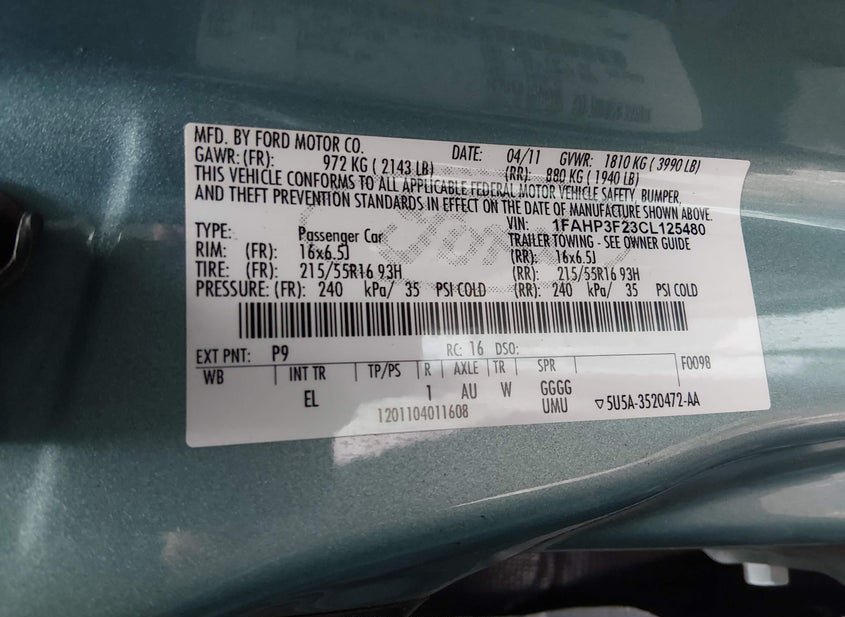 MFD. BY FORD MOTOR CO. DATE: 04/11 GVWR: 1810 KG ( 3990 LB)
GAWR: (FR): 972 KG ( 2143 LB) (RR): 880 KG ( 1940 LB)
THIS VEHICLE CONFORMS TO ALL APPLICABLE FEDERAL MOTOR VEHICLE SAFETY, BUMPER,
AND THEFT PREVENTION STANDARDS IN EFFECT ON THE DATE OF MANUFACTURE SHOWN ABOVE.
VIN: 1FAHP3F23CL125480
TYPE: Passenger Car TRAILER TOWING - SEE OWNER GUIDE
RIM: (FR) 16x6.5J (RR): 16x6.5J
TIRE: (FR) 215/55R16 93H (RR): 215/55R16 93H
PRESSURE: (FR): 240 kPa/ 35 PSI COLD (RR): 240 kPa/ 35 PSI COLD
EXT PNT: P9 RC: 16 DSO:
WB INT TR TP/PS R AXLE TR SPR F0098
EL 1 AU W GGGG
1201104011608 UMU ▽5U5A-3520472-AA
Ford